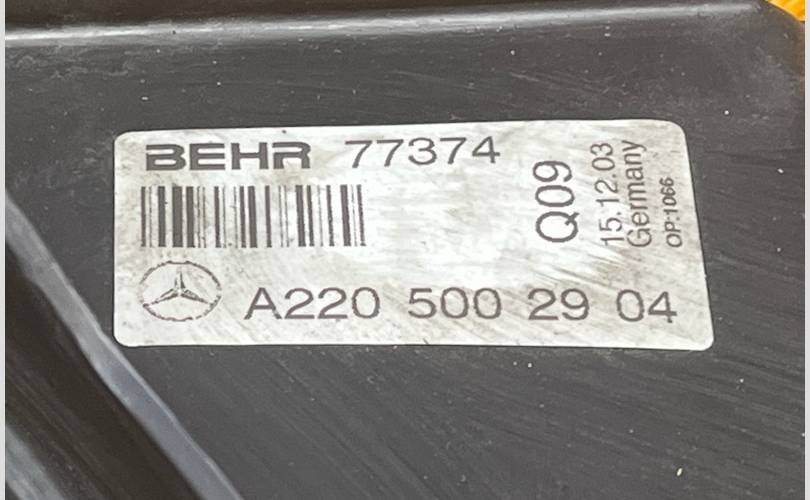 BEHR 77374
Q09
15.12.03
Germany
OP:1066
A220 500 29 04